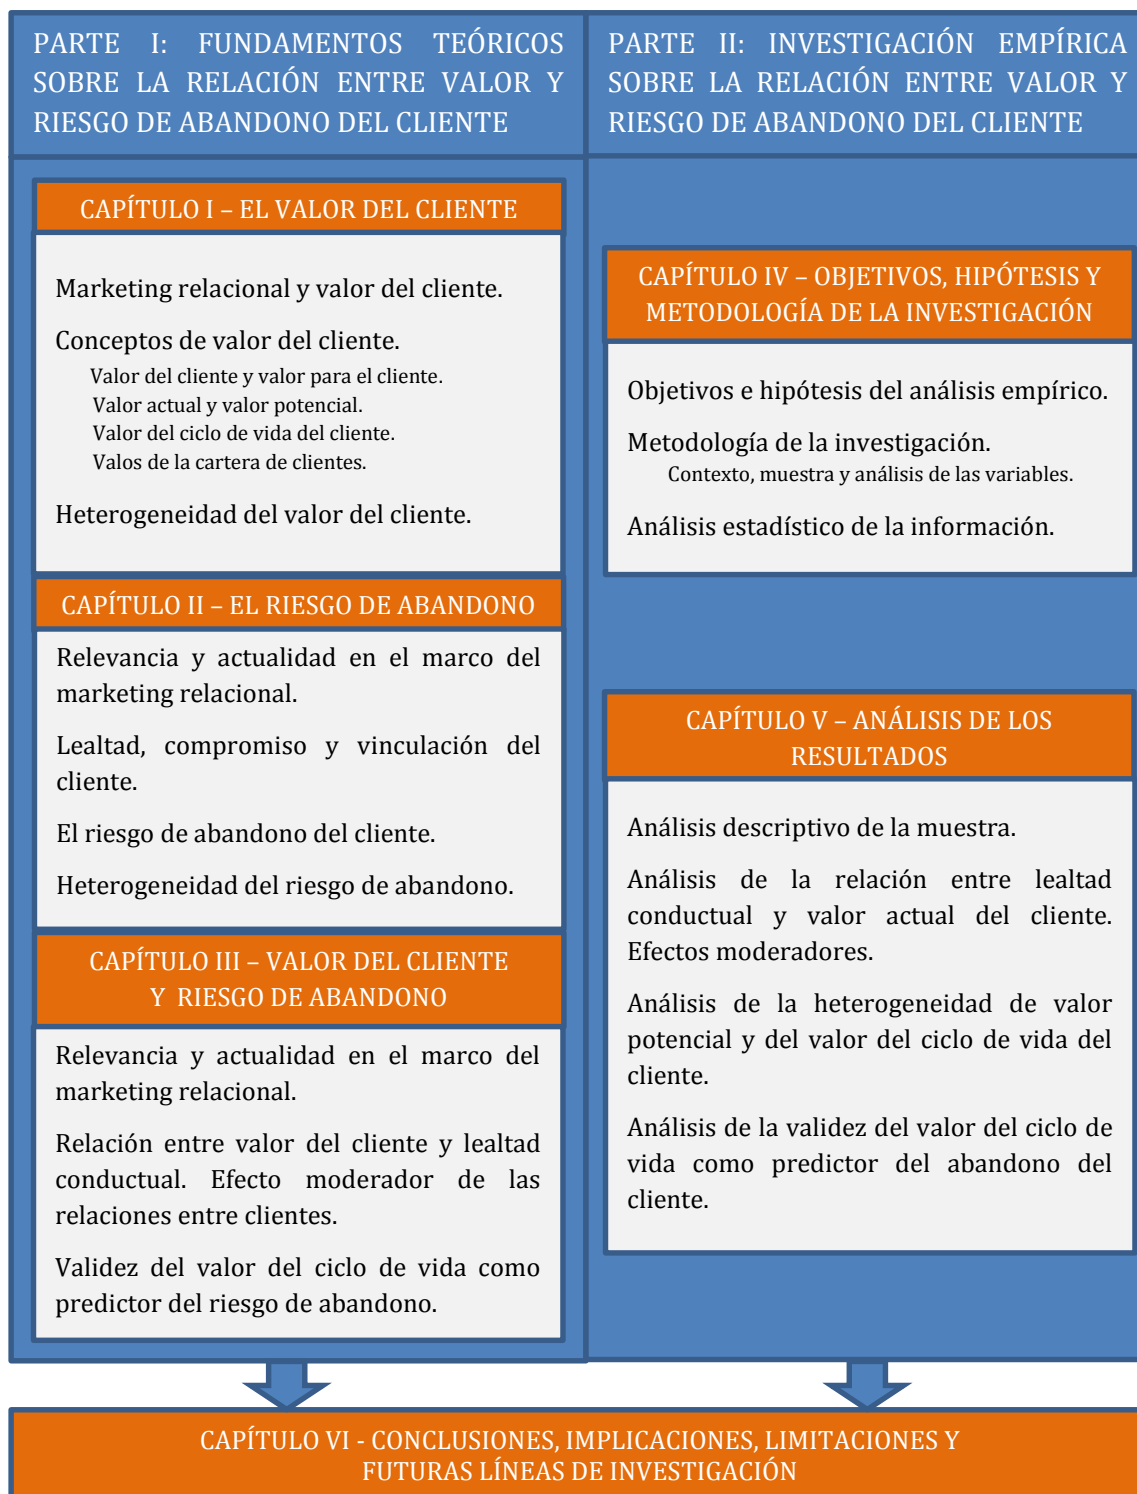 PARTE I: FUNDAMENTOS TEÓRICOS
SOBRE LA RELACIÓN ENTRE VALOR Y
RIESGO DE ABANDONO DEL CLIENTE
PARTE II: INVESTIGACIÓN EMPÍRICA
SOBRE LA RELACIÓN ENTRE VALOR Y
RIESGO DE ABANDONO DEL CLIENTE
CAPÍTULO I – EL VALOR DEL CLIENTE
Marketing relacional y valor del cliente.
Conceptos de valor del cliente.
Valor del cliente y valor para el cliente.
Valor actual y valor potencial.
Valor del ciclo de vida del cliente.
Valos de la cartera de clientes.
Heterogeneidad del valor del cliente.
CAPÍTULO II – EL RIESGO DE ABANDONO
Relevancia y actualidad en el marco del
marketing relacional.
Lealtad, compromiso y vinculación del
cliente.
El riesgo de abandono del cliente.
Heterogeneidad del riesgo de abandono.
CAPÍTULO III – VALOR DEL CLIENTE
Y RIESGO DE ABANDONO
Relevancia y actualidad en el marco del
marketing relacional.
Relación entre valor del cliente y lealtad
conductual. Efecto moderador de las
relaciones entre clientes.
Validez del valor del ciclo de vida como
predictor del riesgo de abandono.
CAPÍTULO IV – OBJETIVOS, HIPÓTESIS Y
METODOLOGÍA DE LA INVESTIGACIÓN
Objetivos e hipótesis del análisis empírico.
Metodología de la investigación.
Contexto, muestra y análisis de las variables.
Análisis estadístico de la información.
CAPÍTULO V – ANÁLISIS DE LOS
RESULTADOS
Análisis descriptivo de la muestra.
Análisis de la relación entre lealtad
conductual y valor actual del cliente.
Efectos moderadores.
Análisis de la heterogeneidad de valor
potencial y del valor del ciclo de vida del
cliente.
Análisis de la validez del valor del ciclo de
vida como predictor del abandono del
cliente.
CAPÍTULO VI - CONCLUSIONES, IMPLICACIONES, LIMITACIONES Y
FUTURAS LÍNEAS DE INVESTIGACIÓN